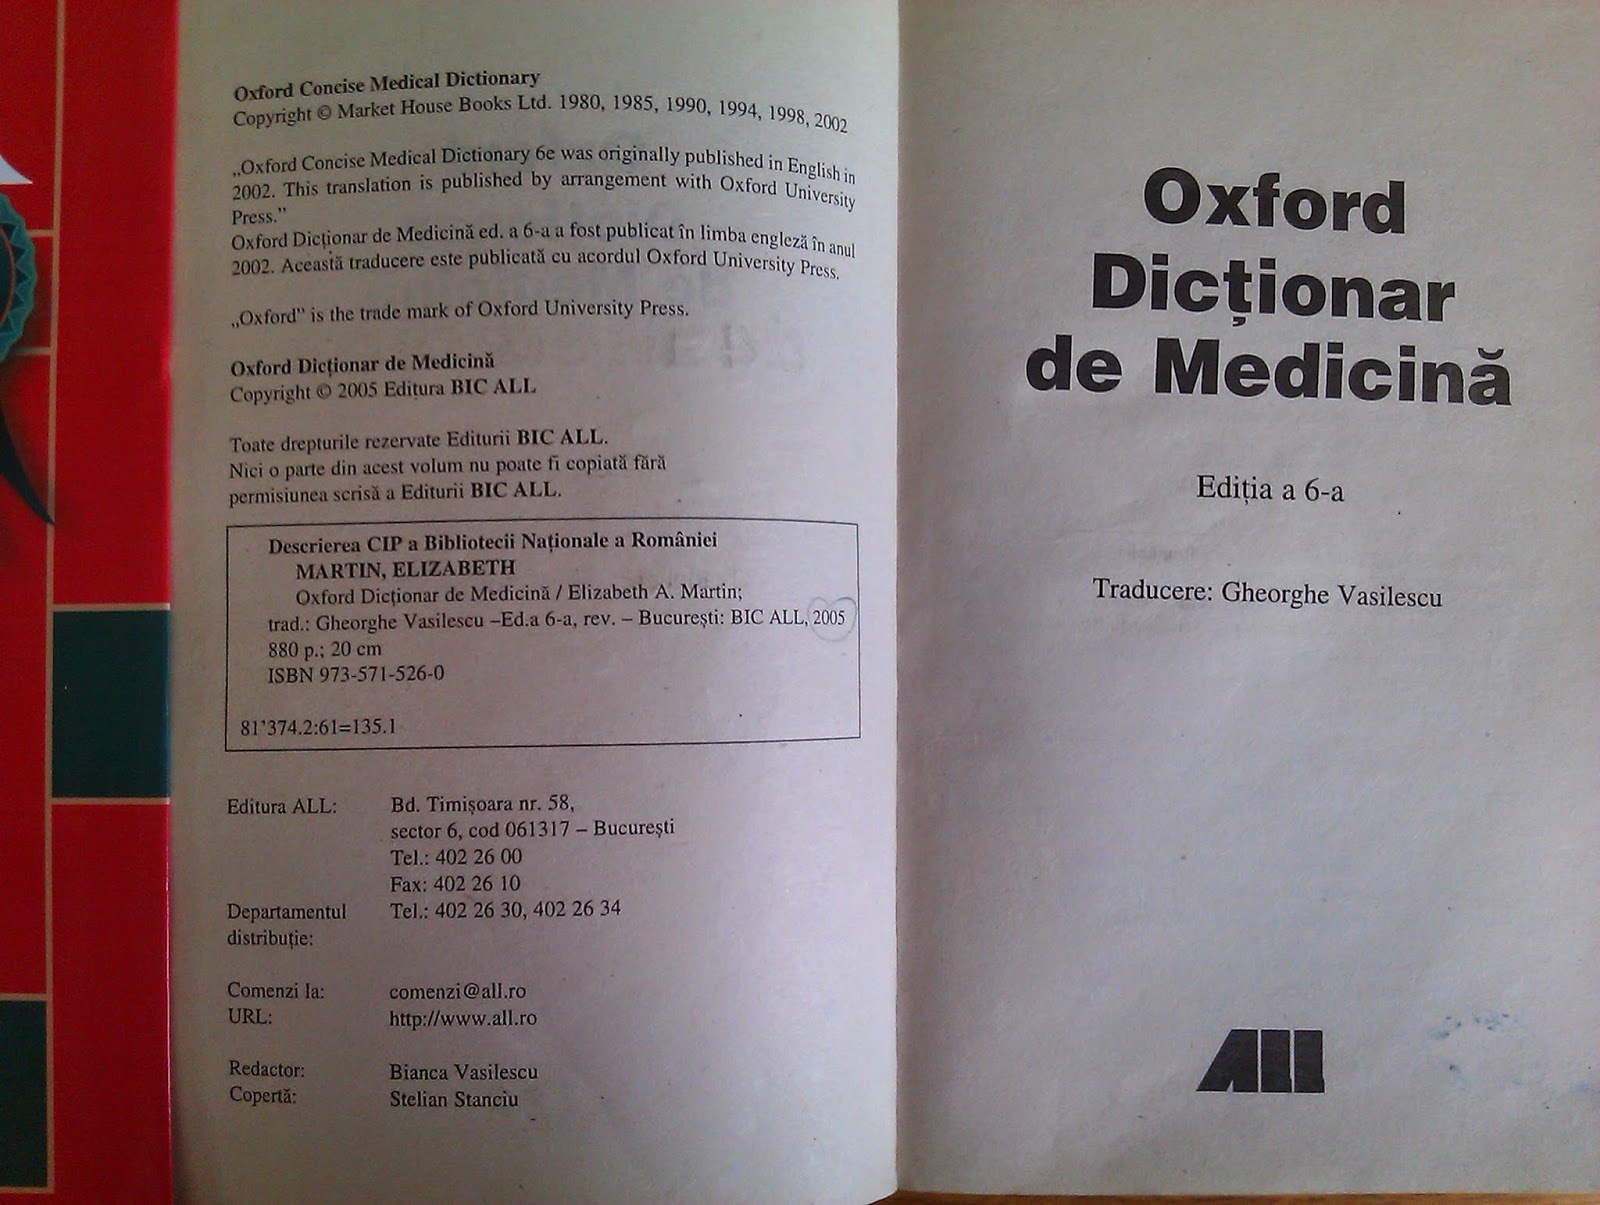 Oxford Concise Medical Dictionary
Copyright © Market House Books Ltd. 1980, 1985, 1990, 1994, 1998, 2002
„Oxford Concise Medical Dictionary 6e was originally published in English in
2002. This translation is published by arrangement with Oxford University
Press.”
Oxford Dicționar de Medicină ed. a 6-a a fost publicat în limba engleză în anul
2002. Această traducere este publicată cu acordul Oxford University Press.
„Oxford” is the trade mark of Oxford University Press.
Oxford Dicționar de Medicină
Copyright © 2005 Editura BIC ALL
Toate drepturile rezervate Editurii BIC ALL.
Nici o parte din acest volum nu poate fi copiată fără
permisiunea scrisă a Editurii BIC ALL.
Descrierea CIP a Bibliotecii Naționale a României
MARTIN, ELIZABETH
Oxford Dicționar de Medicină / Elizabeth A. Martin;
trad.: Gheorghe Vasilescu –Ed.a 6-a, rev. – București: BIC ALL, 2005
880 p.; 20 cm
ISBN 973-571-526-0
81’374.2:61=135.1
Editura ALL: Bd. Timișoara nr. 58,
sector 6, cod 061317 – București
Tel.: 402 26 00
Fax: 402 26 10
Departamentul Tel.: 402 26 30, 402 26 34
distribuție:
Comenzi la: comenzi@all.ro
URL: http://www.all.ro
Redactor: Bianca Vasilescu
Copertă: Stelian Stanciu
Oxford
Dicționar
de Medicină
Ediția a 6-a
Traducere: Gheorghe Vasilescu
ALL